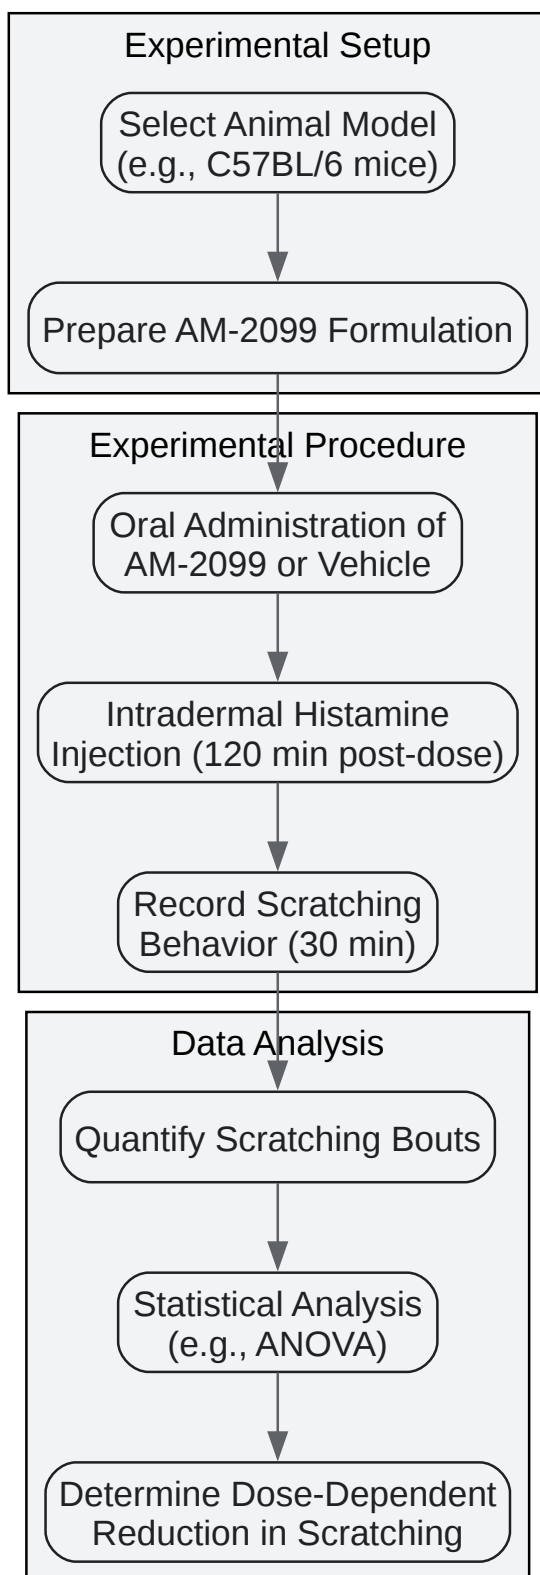 Experimental Setup
Select Animal Model
(e.g., C57BL/6 mice)
Prepare AM-2099 Formulation
Experimental Procedure
Oral Administration of
AM-2099 or Vehicle
Intradermal Histamine
Injection (120 min post-dose)
Record Scratching
Behavior (30 min)
Data Analysis
Quantify Scratching Bouts
Statistical Analysis
(e.g., ANOVA)
Determine Dose-Dependent
Reduction in Scratching